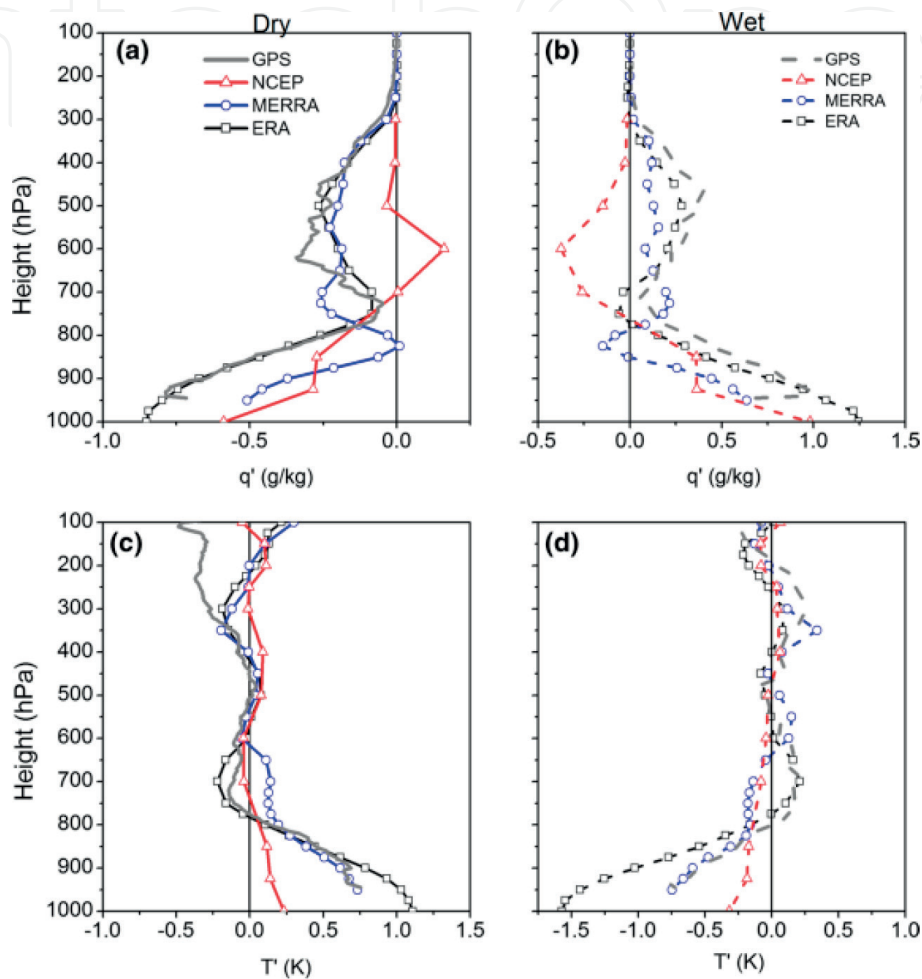 Dry
Wet
(a)
GPS
NCEP
MERRA
ERA
(b)
GPS
NCEP
MERRA
ERA
Height (hPa)
100
200
300
400
500
600
700
800
900
1000
-1.0 -0.5 0.0
q' (g/kg)
Height (hPa)
-0.5 0.0 0.5 1.0 1.5
q' (g/kg)
(c)
(d)
Height (hPa)
100
200
300
400
500
600
700
800
900
1000
-1.0 -0.5 0.0 0.5 1.0 1.5
T' (K)
Height (hPa)
-1.5 -1.0 -0.5 0.0 0.5 1.0
T' (K)